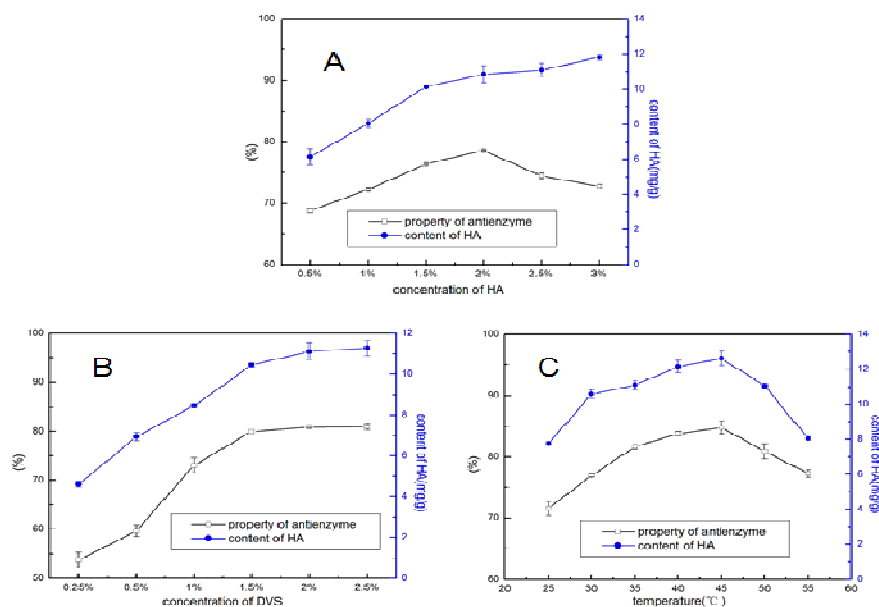 A
100
90
80
70
60
(%)
14
12
10
8
6
4
2
0
content of HA(mg/g)
property of antienzyme
content of HA
0.5% 1% 1.5% 2% 2.5% 3%
concentration of HA
B
100
90
80
70
60
50
(%)
12
10
8
6
4
2
0
content of HA(mg/g)
property of antienzyme
content of HA
0.25% 0.5% 1% 1.5% 2% 2.5%
concentration of DVS
C
100
90
80
70
60
(%)
14
12
10
8
6
4
2
0
content of HA(mg/g)
property of antienzyme
content of HA
20 25 30 35 40 45 50 55 60
temperature(℃)